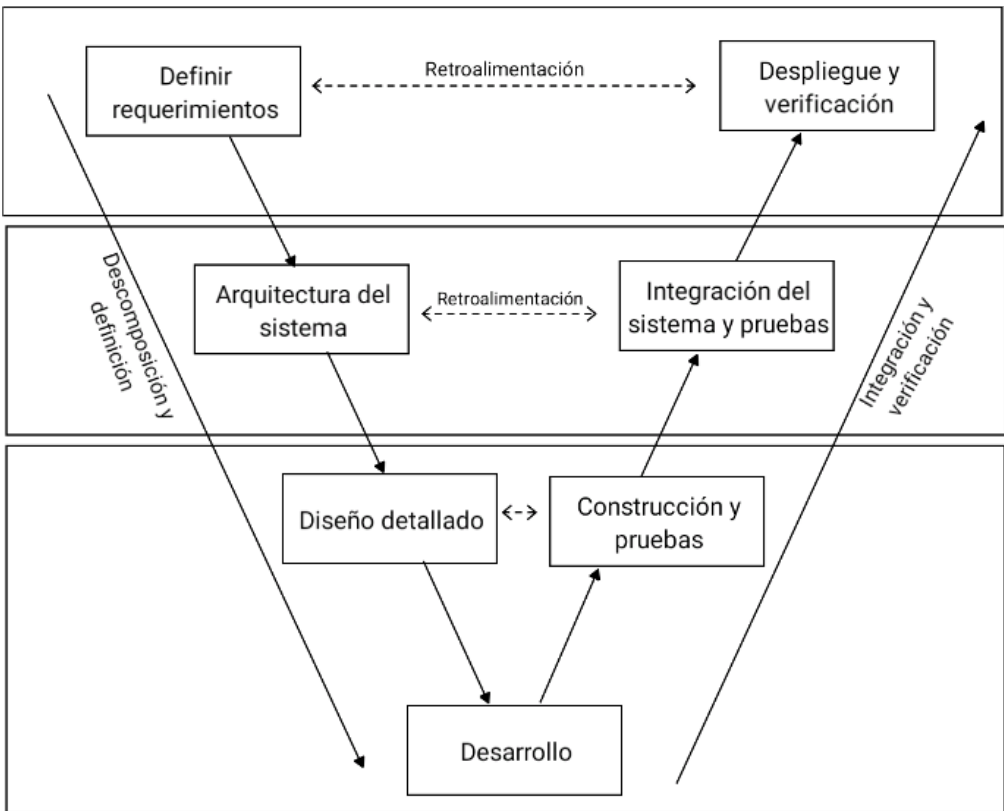 Definir
requerimientos
Retroalimentación
Despliegue y
verificación
Descomposición y
definición
Arquitectura del
sistema
Retroalimentación
Integración del
sistema y pruebas
Integración y
verificación
Diseño detallado
Construcción y
pruebas
Desarrollo